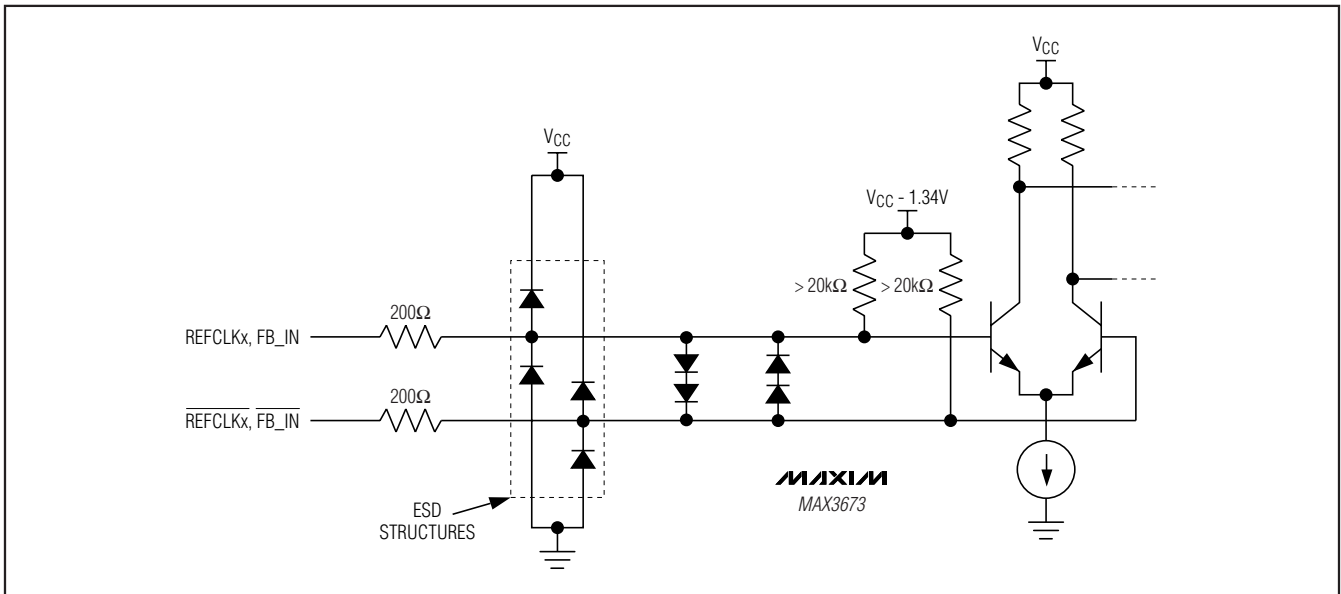 VCC
VCC
VCC - 1.34V
> 20kΩ
> 20kΩ
200Ω
REFCLKx, FB_IN
200Ω
REFCLKx, FB_IN
MAXIM
MAX3673
ESD
STRUCTURES